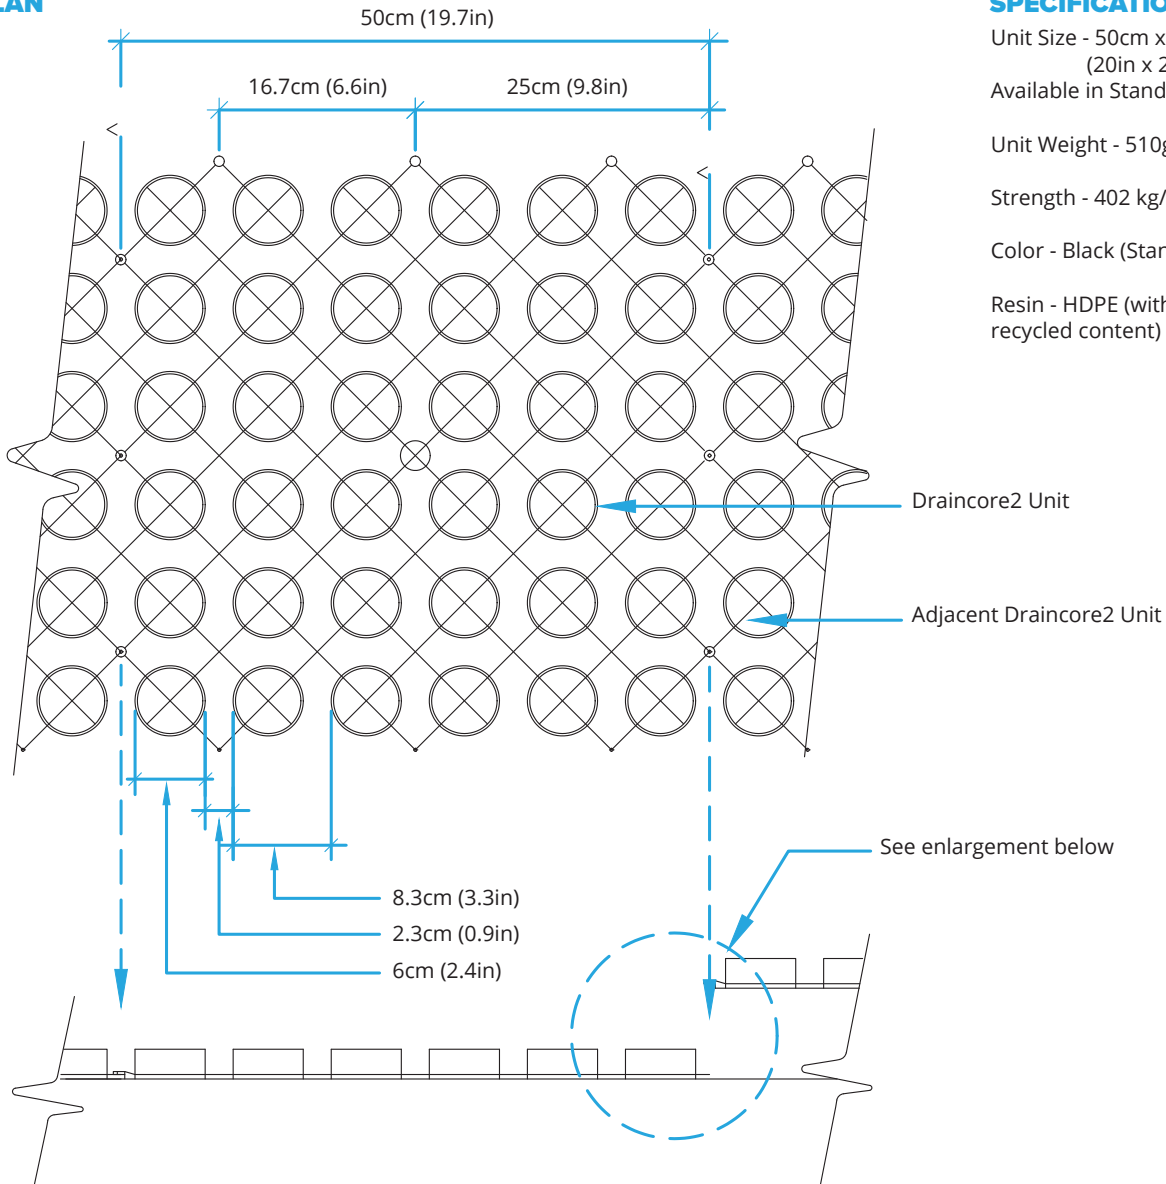 50cm (19.7in)
16.7cm (6.6in)
25cm (9.8in)
SPECIFICATIO
Unit Size - 50cm x
(20in x 2
Available in Stand
Unit Weight - 510g
Strength - 402 kg/
Color - Black (Stan
Resin - HDPE (with
recycled content)
Draincore2 Unit
Adjacent Draincore2 Unit
See enlargement below
8.3cm (3.3in)
2.3cm (0.9in)
6cm (2.4in)